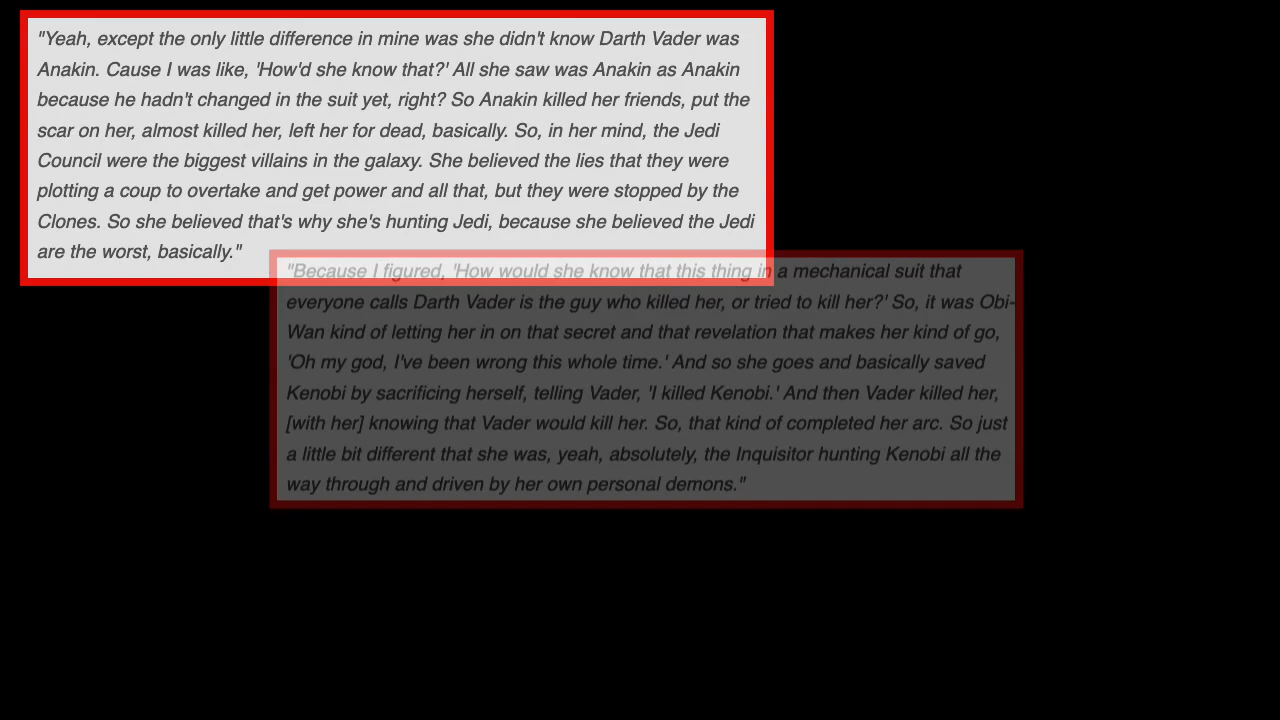 "Yeah, except the only little difference in mine was she didn't know Darth Vader was
Anakin. Cause I was like, 'How'd she know that?' All she saw was Anakin as Anakin
because he hadn't changed in the suit yet, right? So Anakin killed her friends, put the
scar on her, almost killed her, left her for dead, basically. So, in her mind, the Jedi
Council were the biggest villains in the galaxy. She believed the lies that they were
plotting a coup to overtake and get power and all that, but they were stopped by the
Clones. So she believed that's why she's hunting Jedi, because she believed the Jedi
are the worst, basically."
"Because I figured, 'How would she know that this thing in a mechanical suit that
everyone calls Darth Vader is the guy who killed her, or tried to kill her?' So, it was Obi-
Wan kind of letting her in on that secret and that revelation that makes her kind of go,
'Oh my god, I've been wrong this whole time.' And so she goes and basically saved
Kenobi by sacrificing herself, telling Vader, 'I killed Kenobi.' And then Vader killed her,
[with her] knowing that Vader would kill her. So, that kind of completed her arc. So just
a little bit different that she was, yeah, absolutely, the Inquisitor hunting Kenobi all the
way through and driven by her own personal demons."